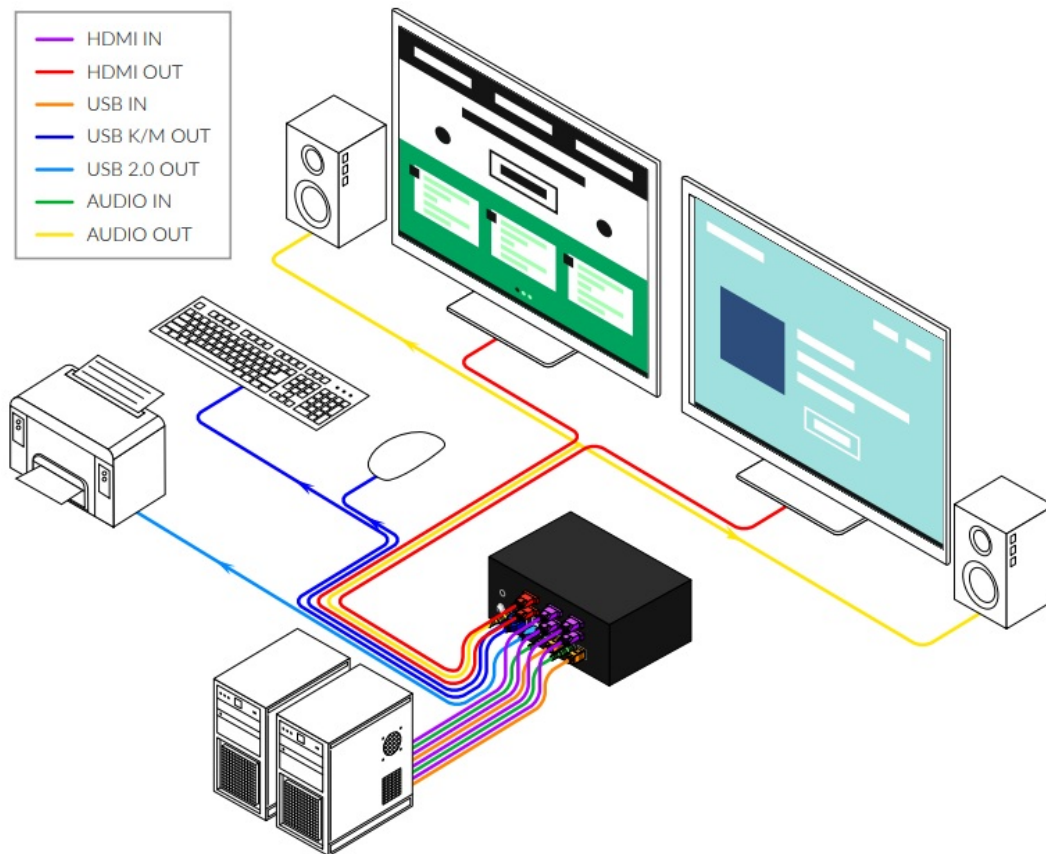 HDMI IN
HDMI OUT
USB IN
USB K/M OUT
USB 2.0 OUT
AUDIO IN
AUDIO OUT